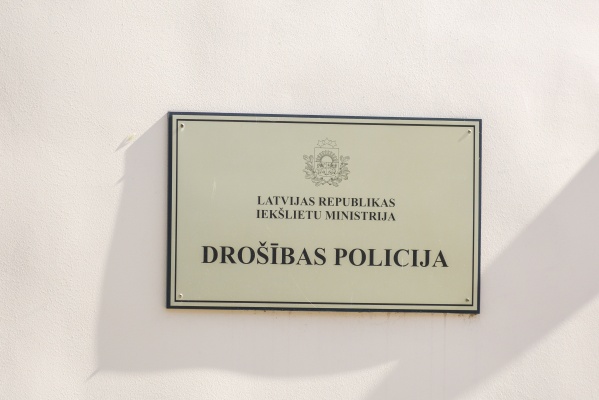 LATVIJAS REPUBLIKAS
IEKŠLIETU MINISTRIJA
DROŠĪBAS POLICIJA